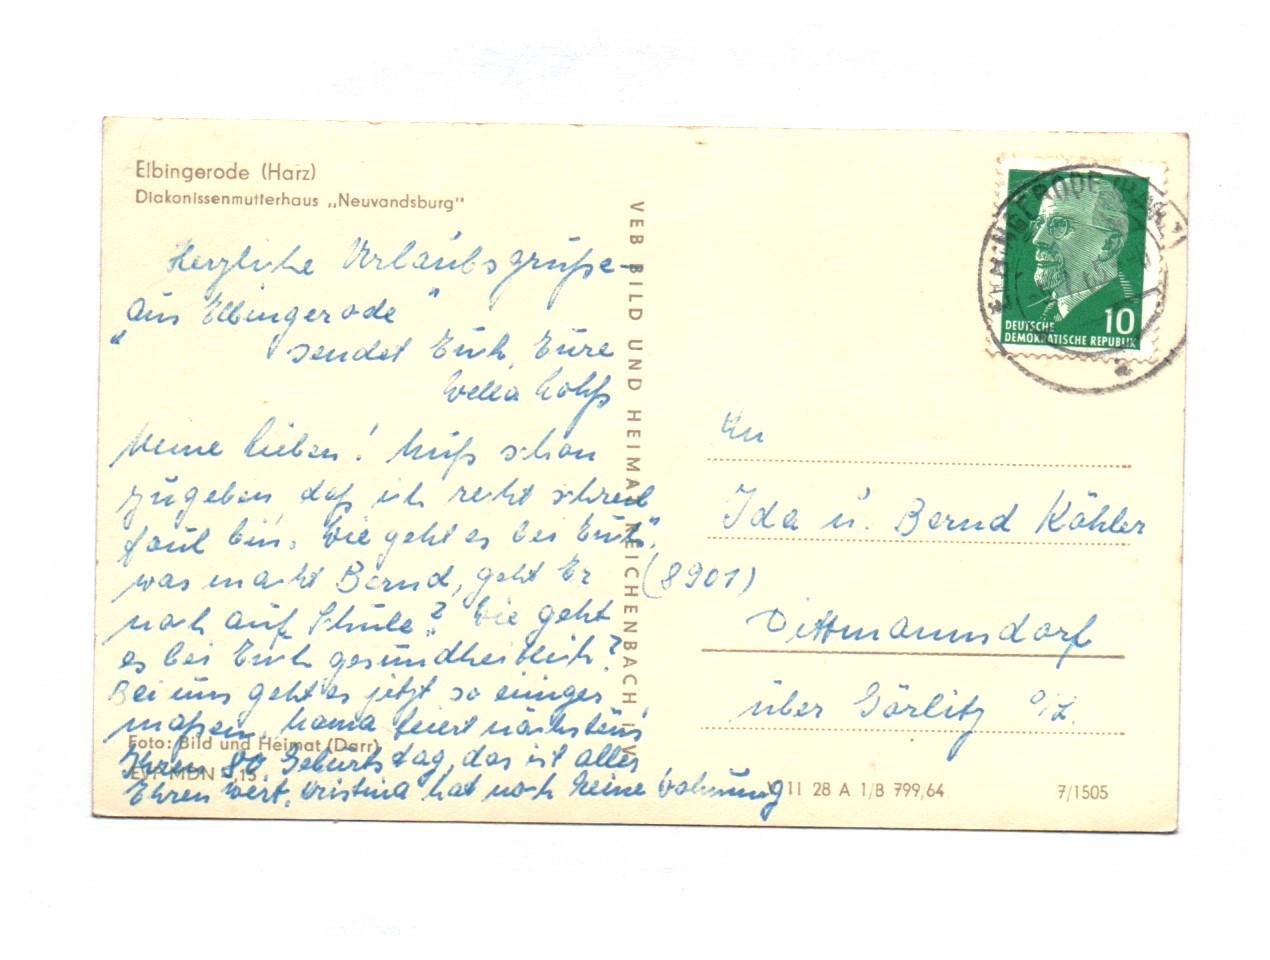 Elbingerode (Harz)
Diakonissenmutterhaus „Neuvandsburg"
Herzliche Urlaubsgrüße
aus Elbingerode
sendet Euch, Eure
Meine Lieben! Muß schon
zugeben, daß ich recht schreib
faul bin. Wie geht es bei Euch,
was macht Bernd, geht Er
noch auf Schule? Wie geht
es bei Euch gesundheitlich?
Bei uns geht es jetzt so einiger
maßen, Mama feiert nächstens
Ihren 80 Geburtstag, das ist alles
Ehren wert, Kristina hat noch keine Wohnung
Foto: Bild und Heimat (Darr)
EVP MDN 0,15
VEB BILD UND HEIMAT REICHENBACH I. V.
DEUTSCHE
DEMOKRATISCHE REPUBLIK
10
An
Ida u. Bernd Köhler
(8901)
Dittmannsdorf
über Görlitz O/L.
V 11 28 A 1/B 799/64
7/1505